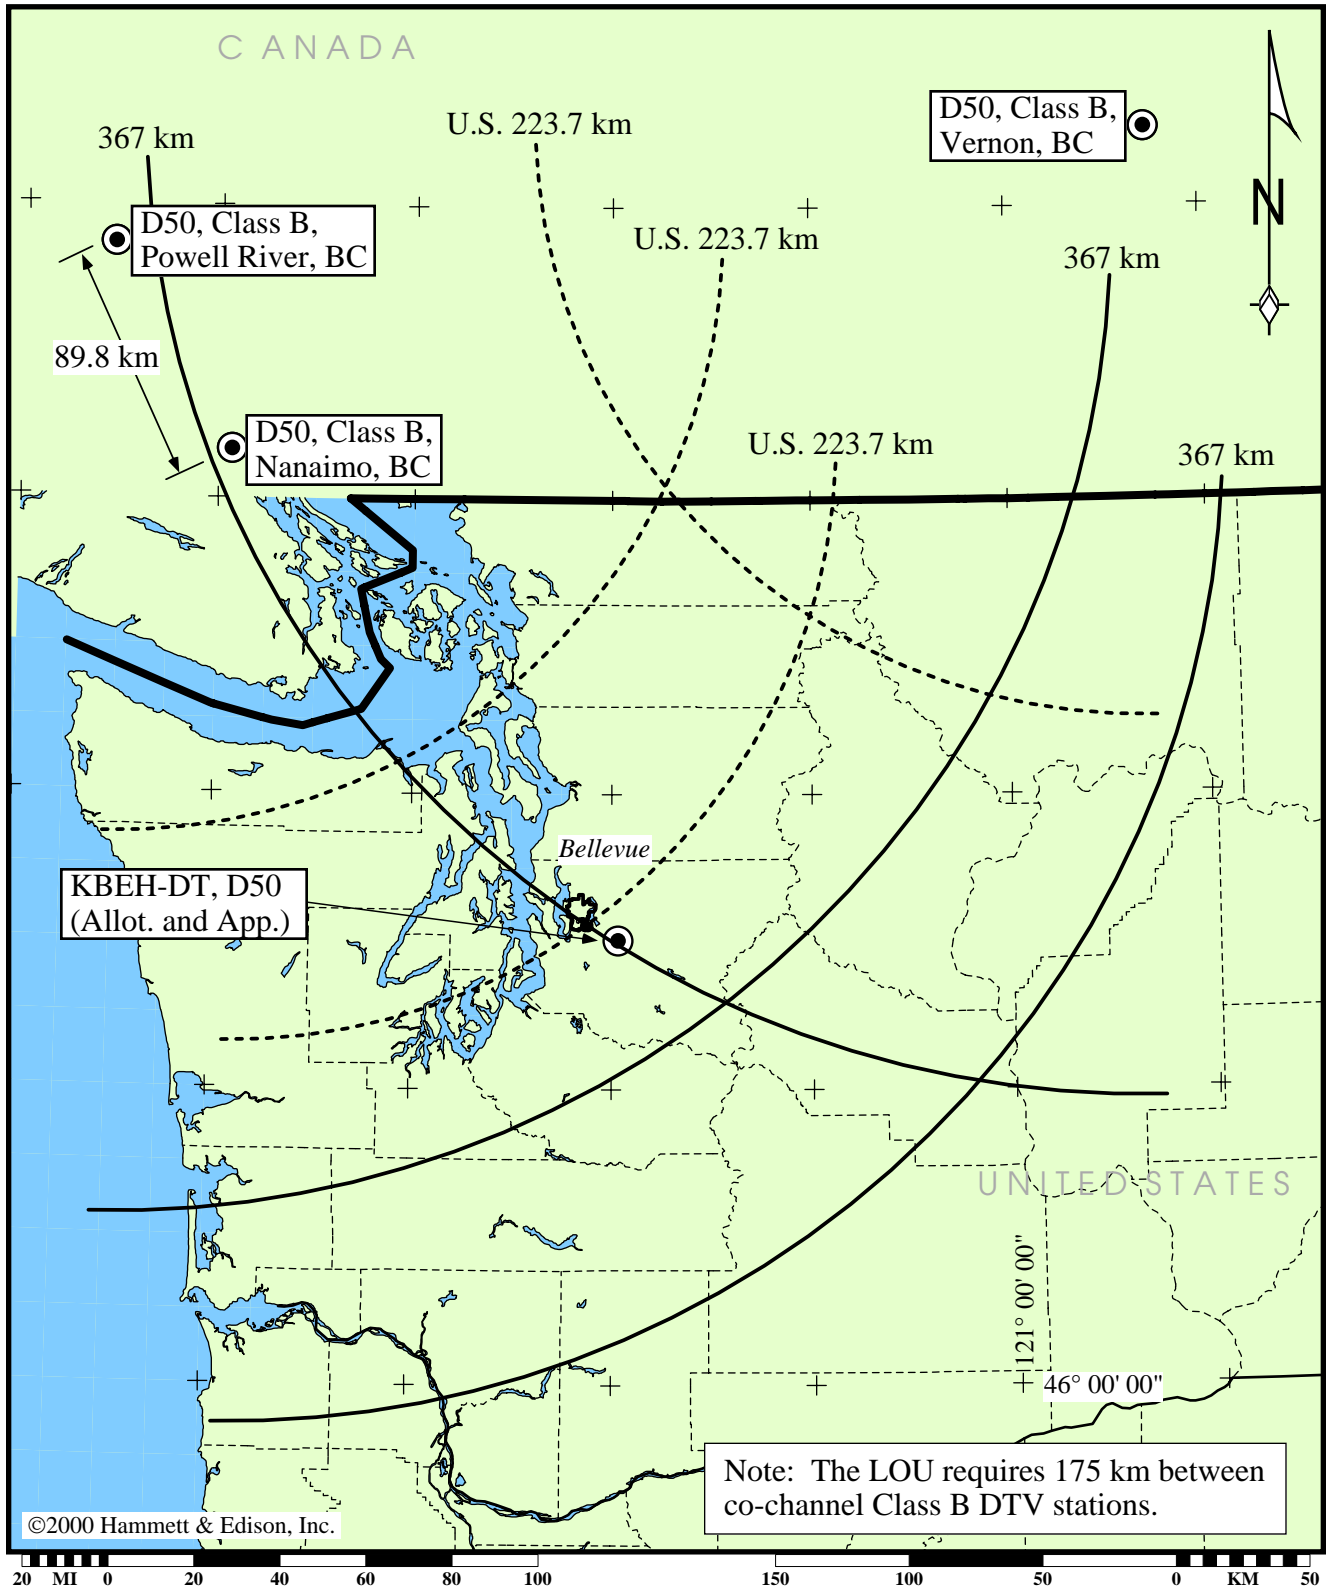 CANADA
367 km
U.S. 223.7 km
D50, Class B,
Vernon, BC
N
D50, Class B,
Powell River, BC
U.S. 223.7 km
367 km
89.8 km
D50, Class B,
Nanaimo, BC
U.S. 223.7 km
367 km
Bellevue
KBEH-DT, D50
(Allot. and App.)
UNITED STATES
121° 00' 00"
46° 00' 00"
Note: The LOU requires 175 km between
co-channel Class B DTV stations.
©2000 Hammett & Edison, Inc.
20 MI 0 20 40 60 80 100 150 100 50 0 KM 50